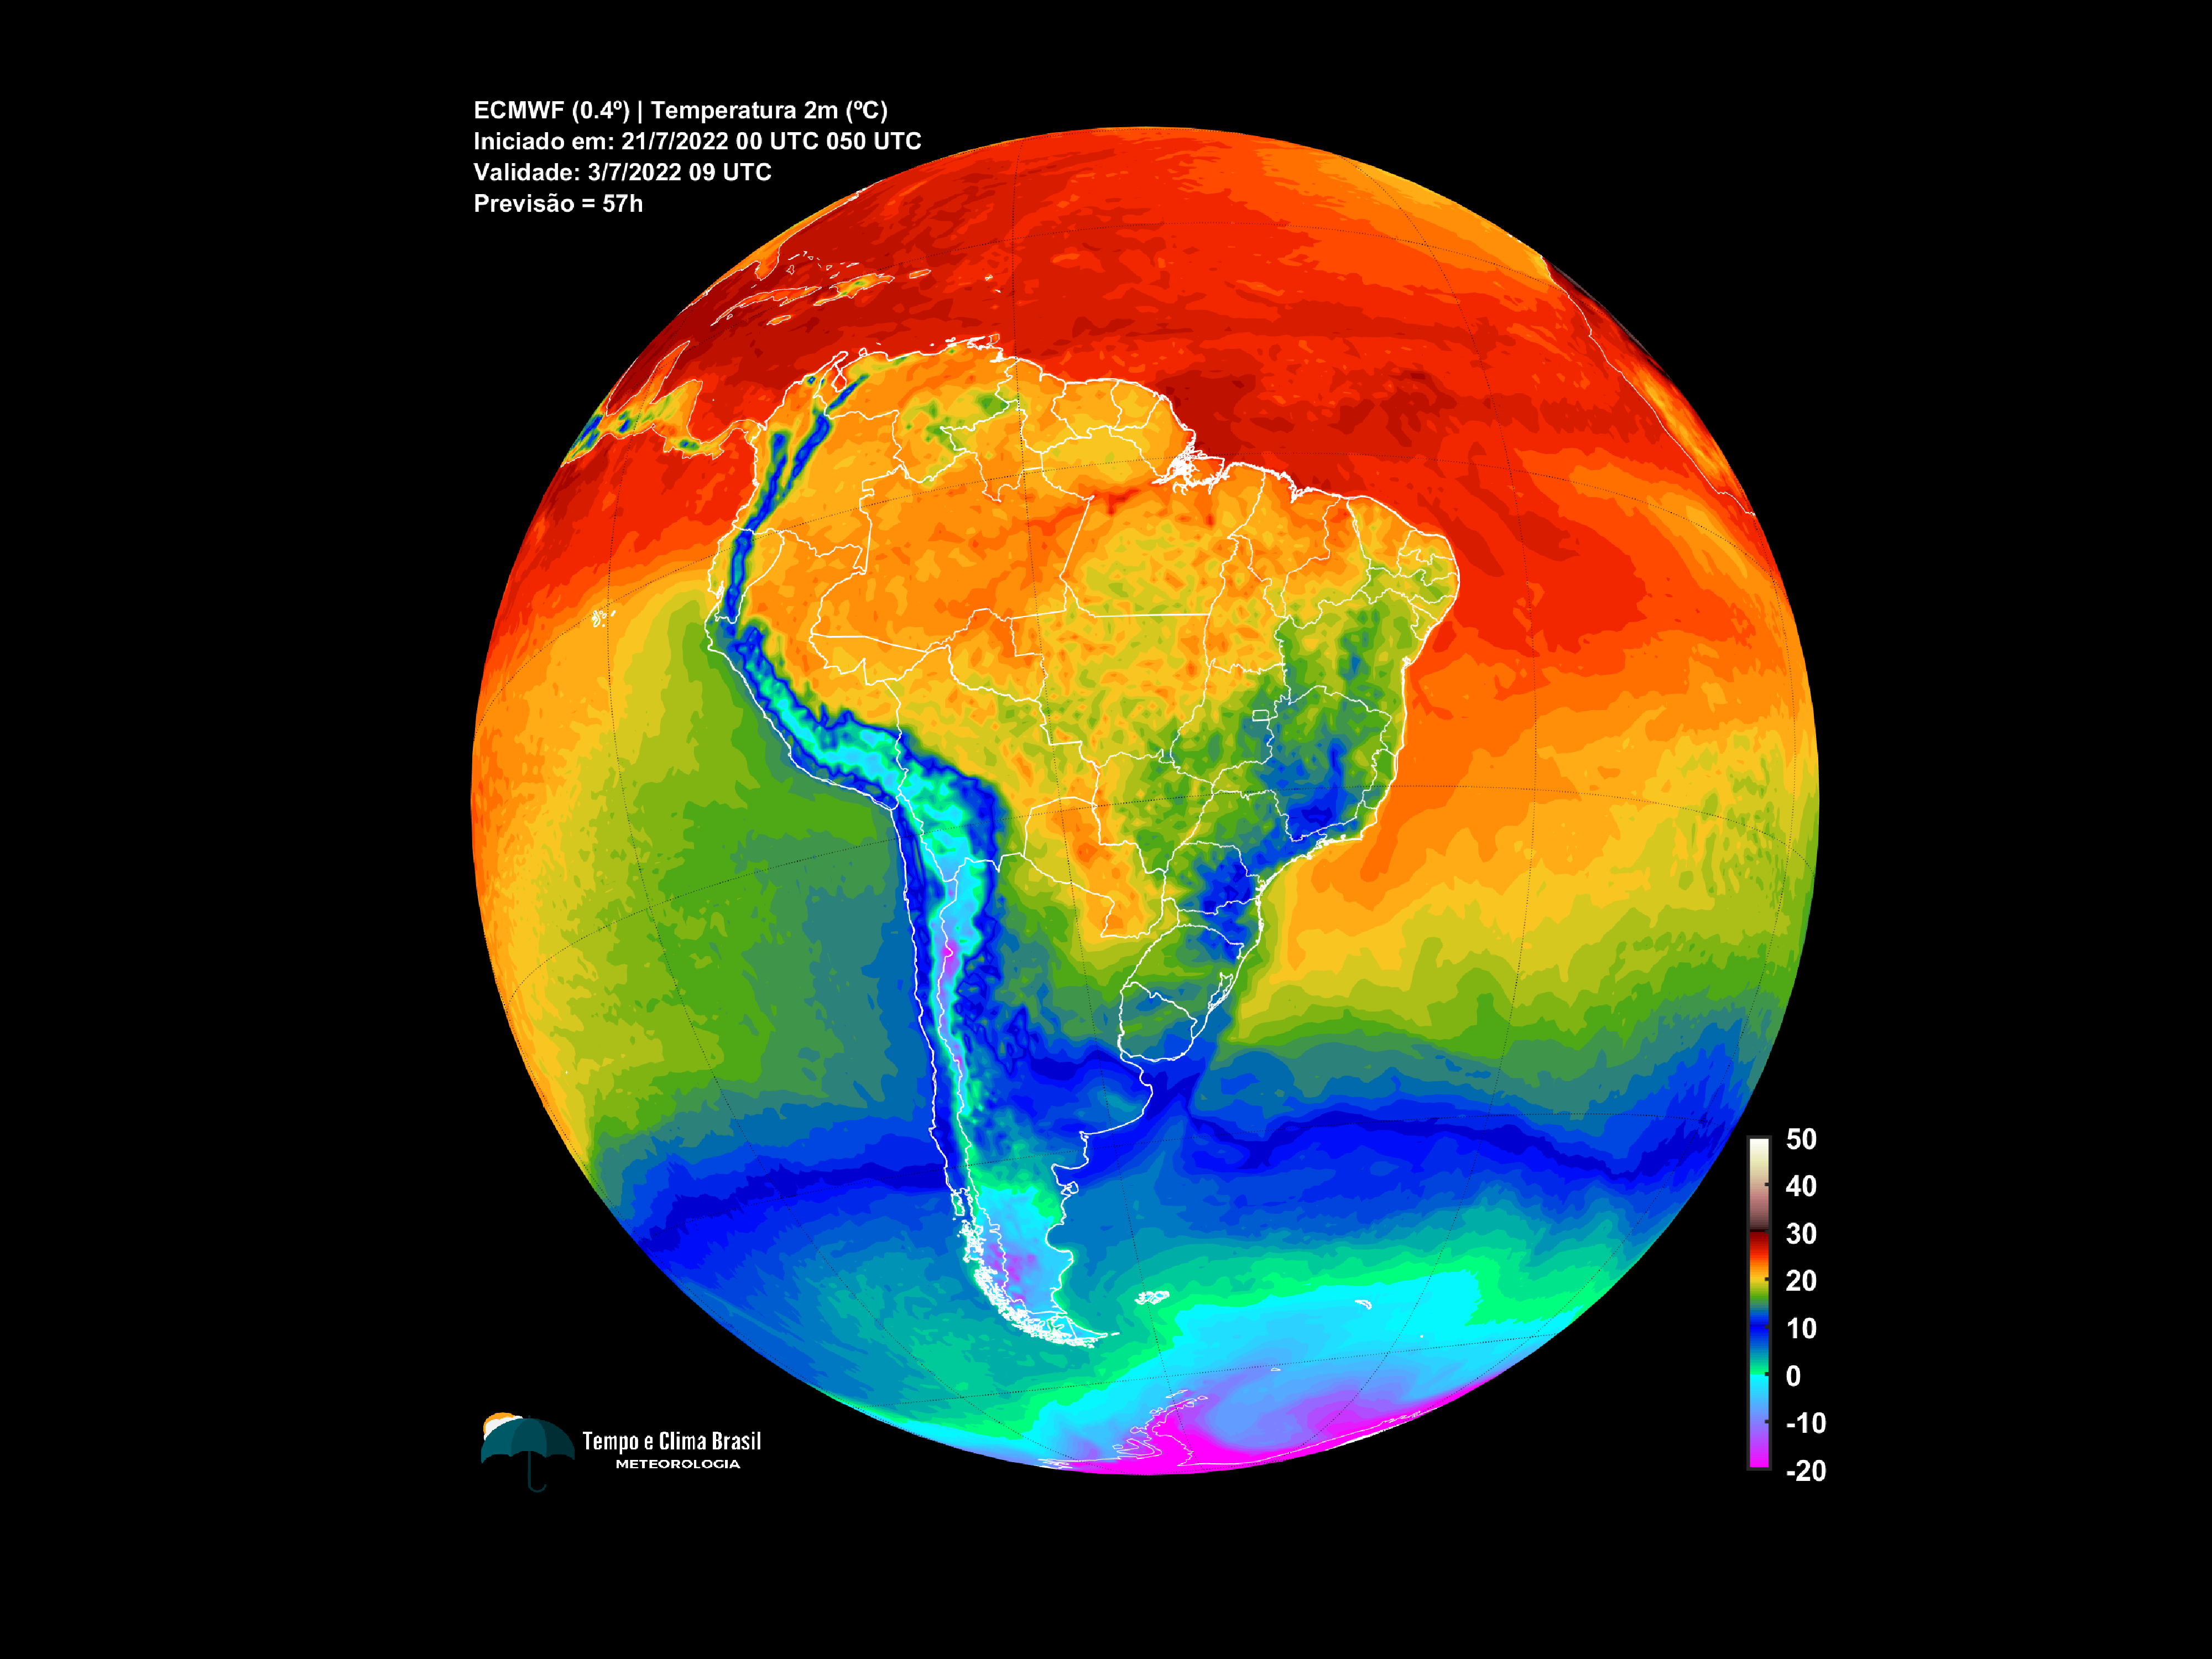 ECMWF (0.4º) | Temperatura 2m (ºC)
Iniciado em: 21/7/2022 00 UTC 050 UTC
Validade: 3/7/2022 09 UTC
Previsão = 57h
50
40
30
20
10
0
-10
-20
Tempo e Clima Brasil
METEOROLOGIA